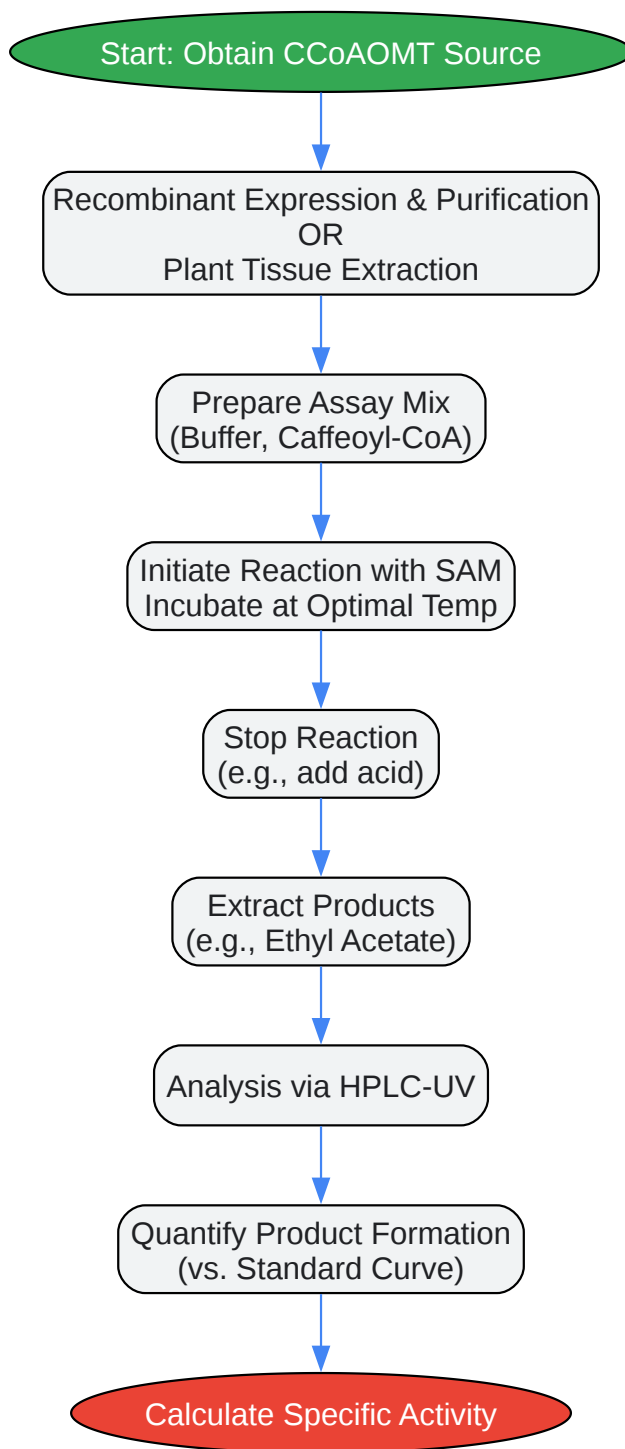 Start: Obtain CCoAOMT Source
Recombinant Expression & Purification
OR
Plant Tissue Extraction
Prepare Assay Mix
(Buffer, Caffeoyl-CoA)
Initiate Reaction with SAM
Incubate at Optimal Temp
Stop Reaction
(e.g., add acid)
Extract Products
(e.g., Ethyl Acetate)
Analysis via HPLC-UV
Quantify Product Formation
(vs. Standard Curve)
Calculate Specific Activity